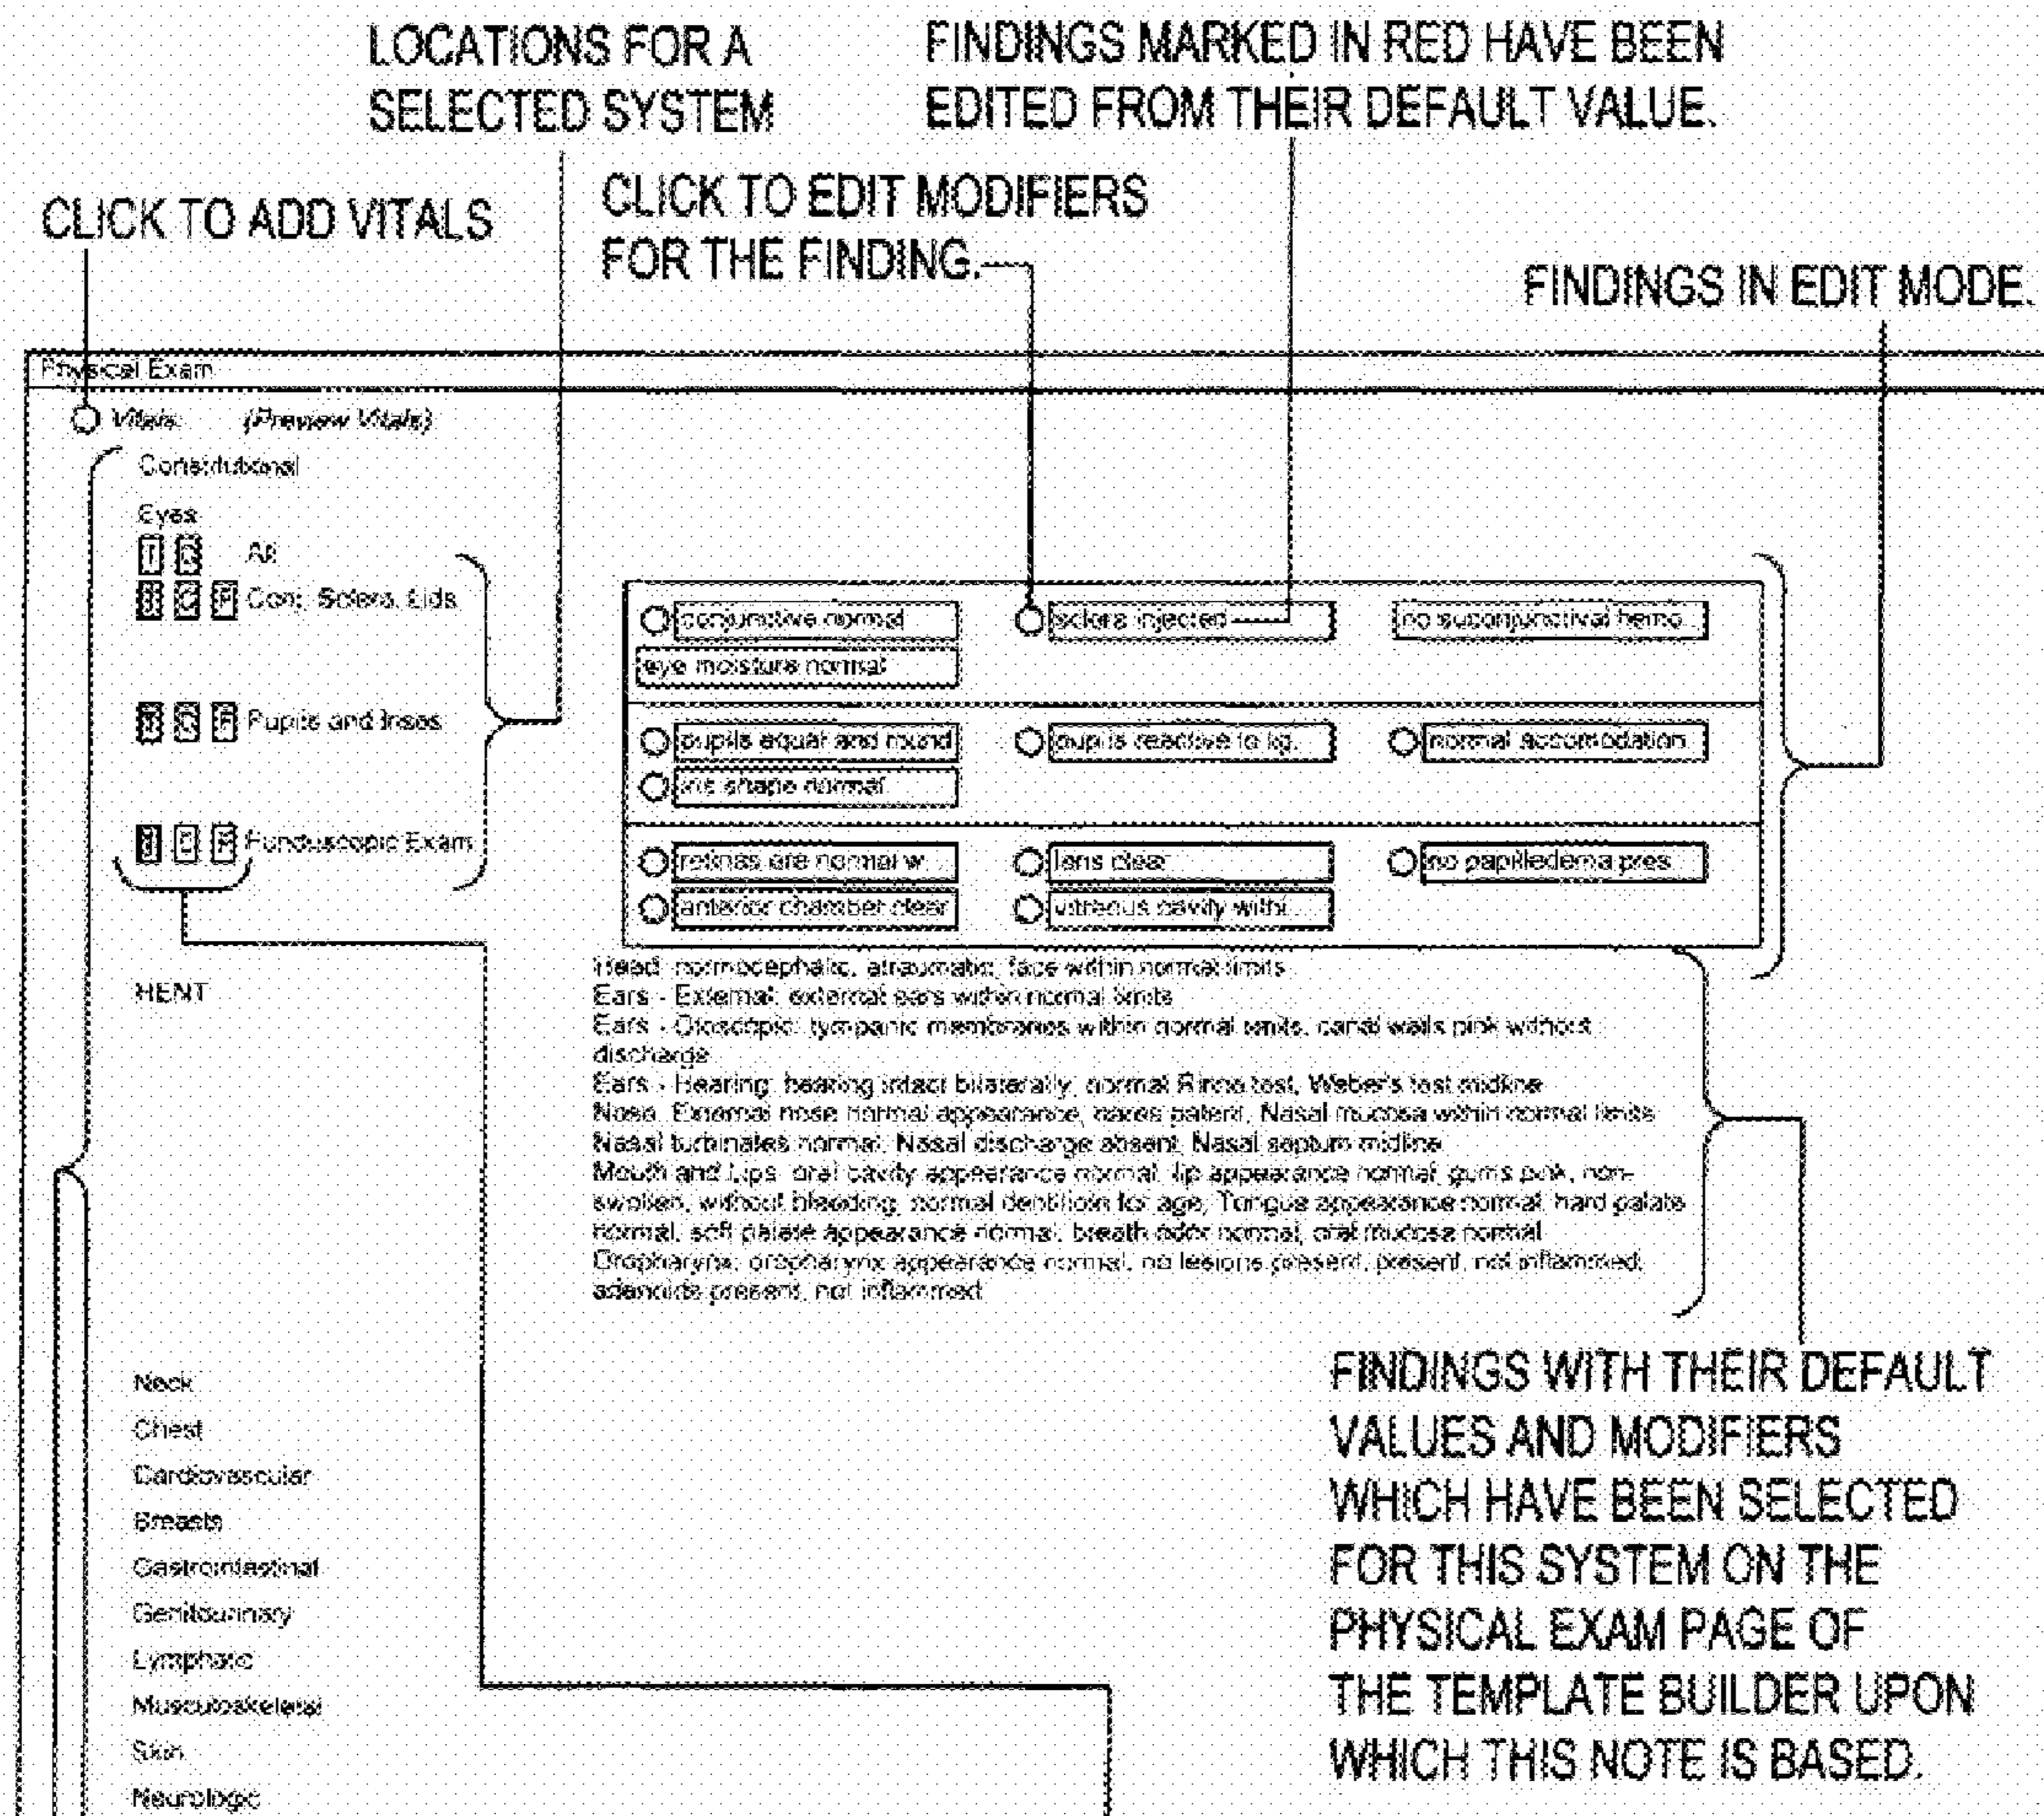 LOCATIONS FOR A
SELECTED SYSTEM
FINDINGS MARKED IN RED HAVE BEEN
EDITED FROM THEIR DEFAULT VALUE.
CLICK TO ADD VITALS
CLICK TO EDIT MODIFIERS
FOR THE FINDING.
FINDINGS IN EDIT MODE.
Physical Exam
Vitals: (Preview Vitals)
Constitutional
Eyes
All
Conj, Sclera, Lids
conjunctive normal
sclera injected
no subconjunctival hemo...
eye moisture normal
Pupils and Irises
pupils equal and round
pupils reactive to lig...
normal accomodation
iris shape normal
Funduscopic Exam
retinas are normal w...
lens clear
no papilledema pres...
anterior chamber clear
vitreous cavity withi...
HENT
Head: normocephalic, atraumatic, face within normal limits
Ears - External: external ears within normal limits
Ears - Otoscopic: tympanic membranes within normal limits, canal walls pink without
discharge
Ears - Hearing: hearing intact bilaterally, normal Rinne test, Weber's test midline
Nose: External nose normal appearance, nares patent, Nasal mucosa within normal limits
Nasal turbinates normal, Nasal discharge absent, Nasal septum midline
Mouth and Lips: oral cavity appearance normal, lip appearance normal, gums pink, non-
swollen, without bleeding, normal dentition for age, Tongue appearance normal, hard palate
normal, soft palate appearance normal, breath odor normal, oral mucosa normal
Oropharynx: oropharynx appearance normal, no lesions present, present, not inflammed,
adenoids present, not inflammed
Neck
Chest
Cardiovascular
Breasts
Gastrointestinal
Genitourinary
Lymphatic
Musculoskeletal
Skin
Neurologic
FINDINGS WITH THEIR DEFAULT
VALUES AND MODIFIERS
WHICH HAVE BEEN SELECTED
FOR THIS SYSTEM ON THE
PHYSICAL EXAM PAGE OF
THE TEMPLATE BUILDER UPON
WHICH THIS NOTE IS BASED.